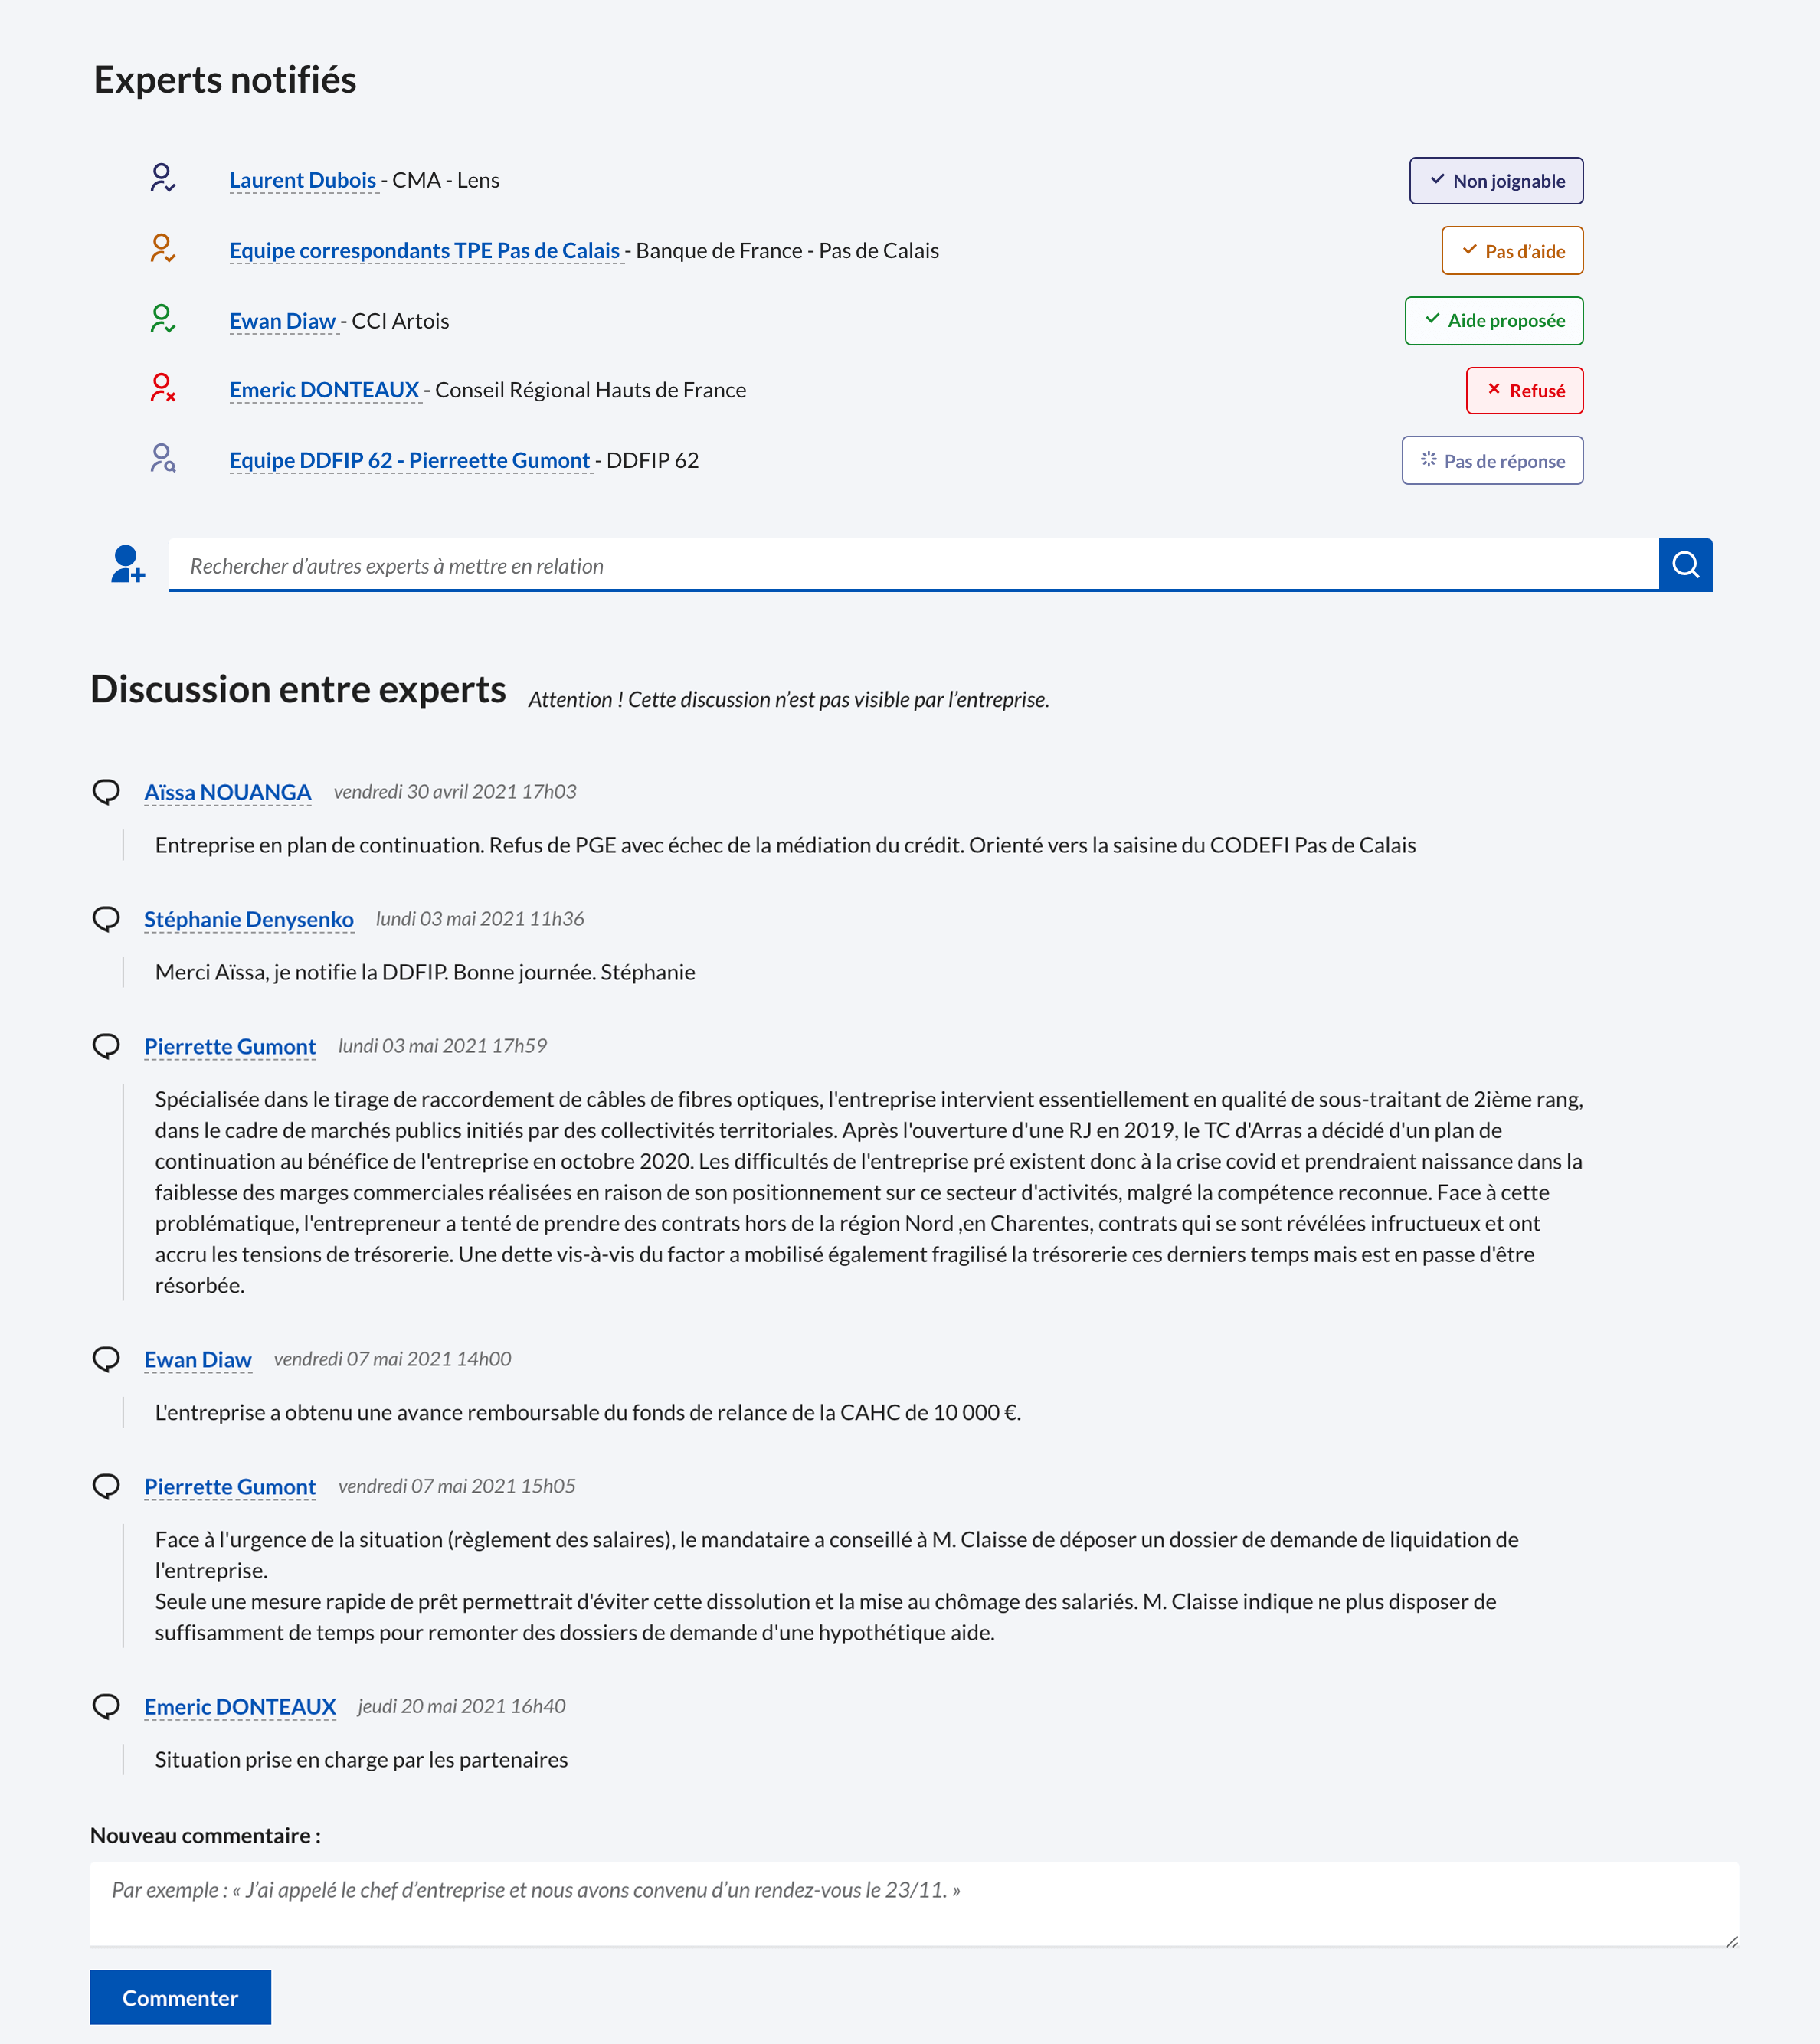 Experts notifiés
Laurent Dubois - CMA - Lens
Non joignable
Equipe correspondants TPE Pas de Calais - Banque de France - Pas de Calais
Pas d’aide
Ewan Diaw - CCI Artois
Aide proposée
Emeric DONTEAUX - Conseil Régional Hauts de France
Refusé
Equipe DDFIP 62 - Pierreette Gumont - DDFIP 62
Pas de réponse
Rechercher d’autres experts à mettre en relation
Discussion entre experts Attention ! Cette discussion n’est pas visible par l’entreprise.
Aïssa NOUANGA vendredi 30 avril 2021 17h03
Entreprise en plan de continuation. Refus de PGE avec échec de la médiation du crédit. Orienté vers la saisine du CODEFI Pas de Calais
Stéphanie Denysenko lundi 03 mai 2021 11h36
Merci Aïssa, je notifie la DDFIP. Bonne journée. Stéphanie
Pierrette Gumont lundi 03 mai 2021 17h59
Spécialisée dans le tirage de raccordement de câbles de fibres optiques, l'entreprise intervient essentiellement en qualité de sous-traitant de 2ième rang,
dans le cadre de marchés publics initiés par des collectivités territoriales. Après l'ouverture d'une RJ en 2019, le TC d'Arras a décidé d'un plan de
continuation au bénéfice de l'entreprise en octobre 2020. Les difficultés de l'entreprise pré existent donc à la crise covid et prendraient naissance dans la
faiblesse des marges commerciales réalisées en raison de son positionnement sur ce secteur d'activités, malgré la compétence reconnue. Face à cette
problématique, l'entrepreneur a tenté de prendre des contrats hors de la région Nord ,en Charentes, contrats qui se sont révélées infructueux et ont
accru les tensions de trésorerie. Une dette vis-à-vis du factor a mobilisé également fragilisé la trésorerie ces derniers temps mais est en passe d'être
résorbée.
Ewan Diaw vendredi 07 mai 2021 14h00
L'entreprise a obtenu une avance remboursable du fonds de relance de la CAHC de 10 000 €.
Pierrette Gumont vendredi 07 mai 2021 15h05
Face à l'urgence de la situation (règlement des salaires), le mandataire a conseillé à M. Claisse de déposer un dossier de demande de liquidation de
l'entreprise.
Seule une mesure rapide de prêt permettrait d'éviter cette dissolution et la mise au chômage des salariés. M. Claisse indique ne plus disposer de
suffisamment de temps pour remonter des dossiers de demande d'une hypothétique aide.
Emeric DONTEAUX jeudi 20 mai 2021 16h40
Situation prise en charge par les partenaires
Nouveau commentaire :
Par exemple : « J’ai appelé le chef d’entreprise et nous avons convenu d’un rendez-vous le 23/11. »
Commenter